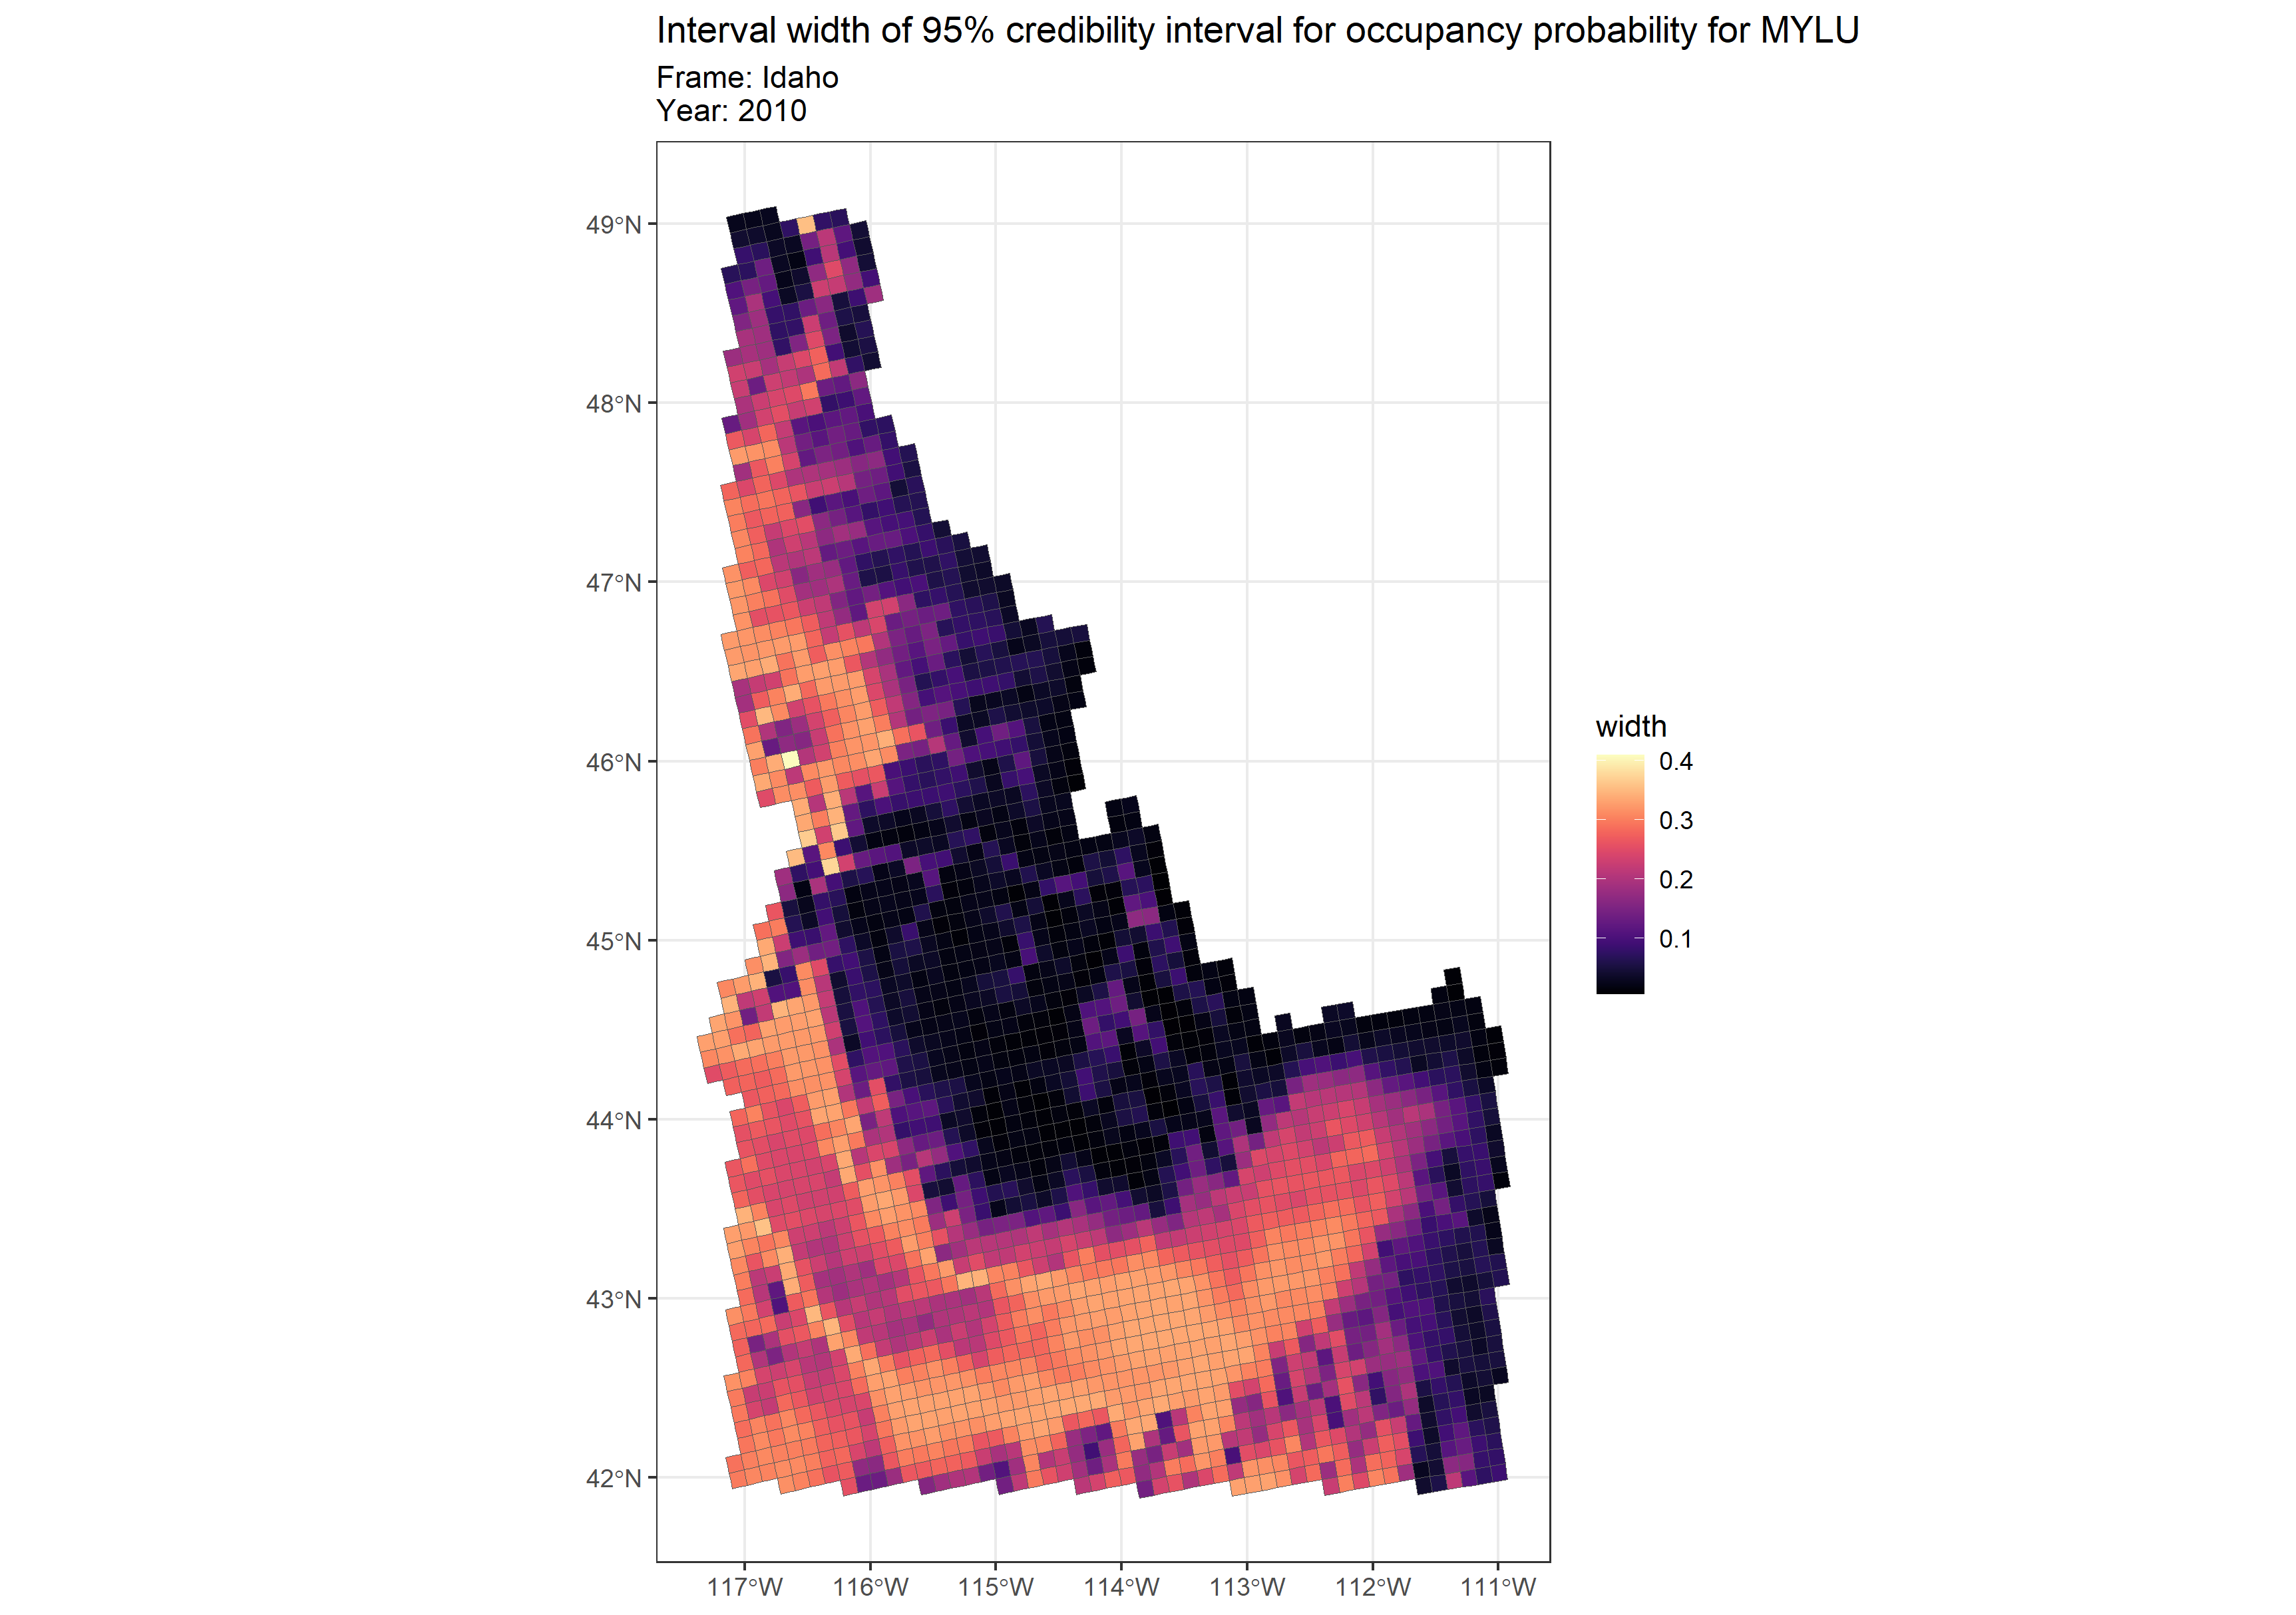 Interval width of 95% credibility interval for occupancy probability for MYLU
Frame: Idaho
Year: 2010
49°N
48°N
47°N
46°N
45°N
44°N
43°N
42°N
117°W 116°W 115°W 114°W 113°W 112°W 111°W
width
0.4
0.3
0.2
0.1